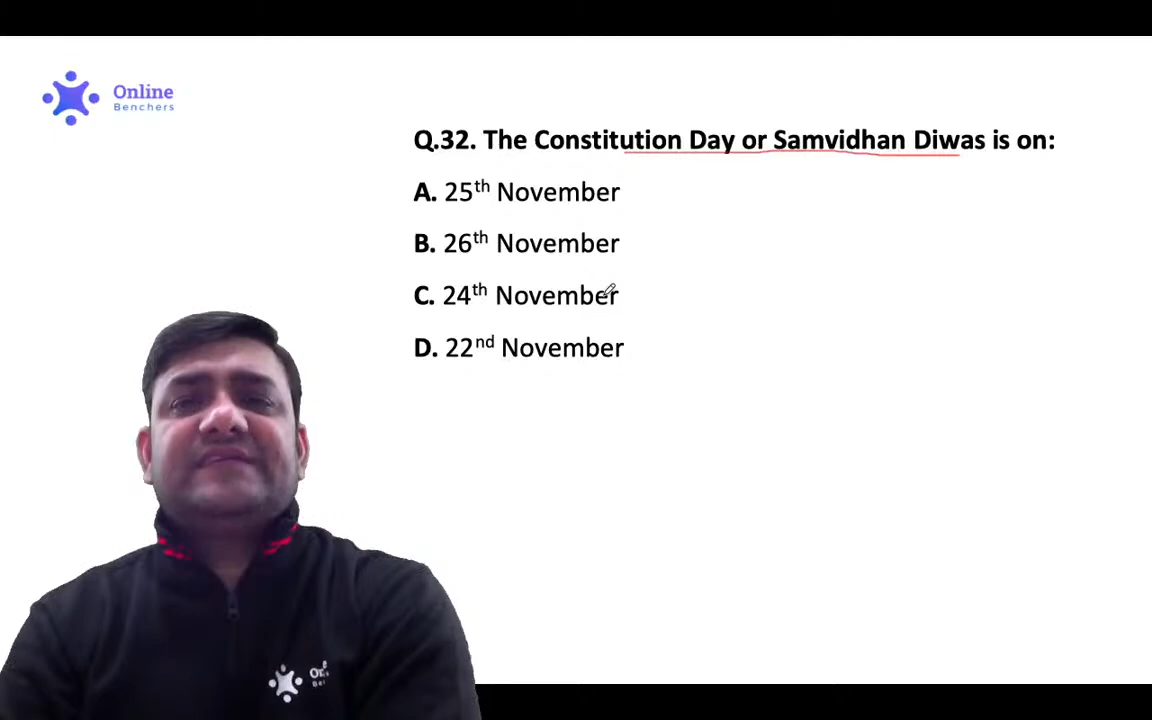 Online
Benchers
Q.32. The Constitution Day or Samvidhan Diwas is on:
A. 25th November
B. 26th November
C. 24th November
D. 22nd November